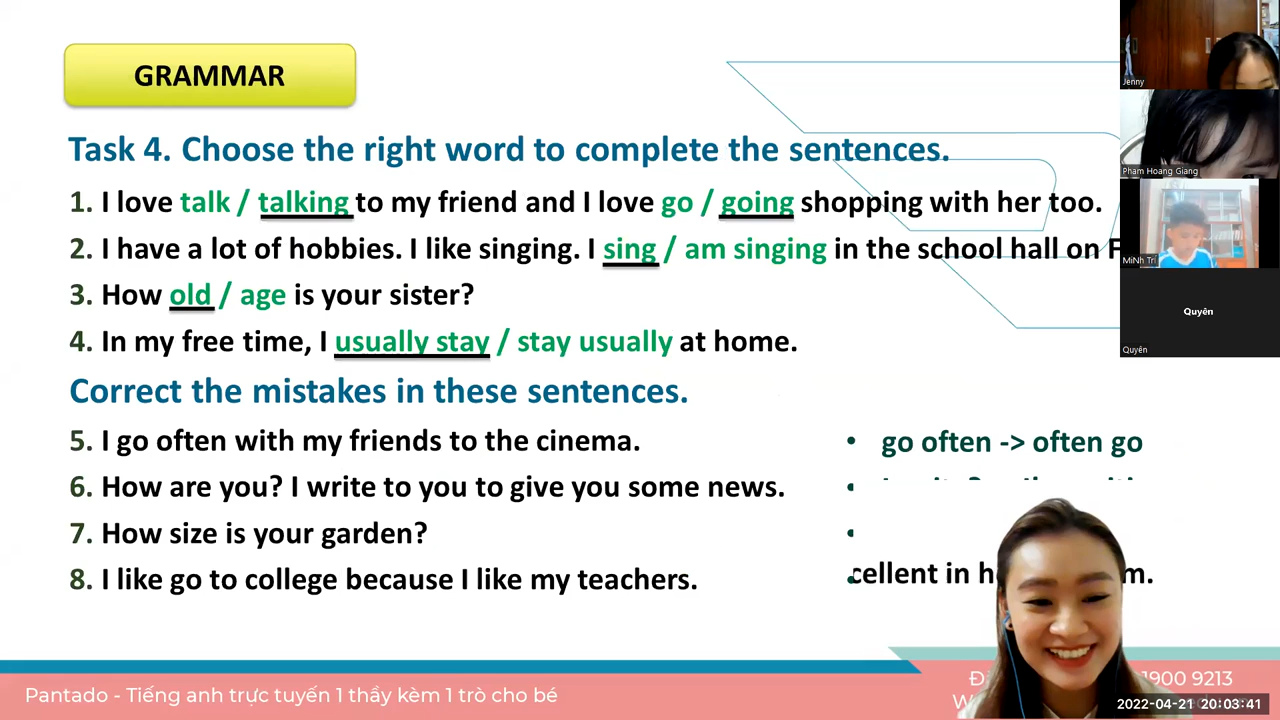 GRAMMAR
Task 4. Choose the right word to complete the sentences.
1. I love talk / talking to my friend and I love go / going shopping with her too.
2. I have a lot of hobbies. I like singing. I sing / am singing in the school hall on
3. How old / age is your sister?
4. In my free time, I usually stay / stay usually at home.
Correct the mistakes in these sentences.
5. I go often with my friends to the cinema.
• go often -> often go
6. How are you? I write to you to give you some news.
7. How size is your garden?
8. I like go to college because I like my teachers.
cellent in
Pantado - Tiếng anh trực tuyến 1 thầy kèm 1 trò cho bé
1900 9213
2022-04-21 20:03:41
Jenny
Pham Hoang Giang
MiNh Trí
Quyên
Quyên